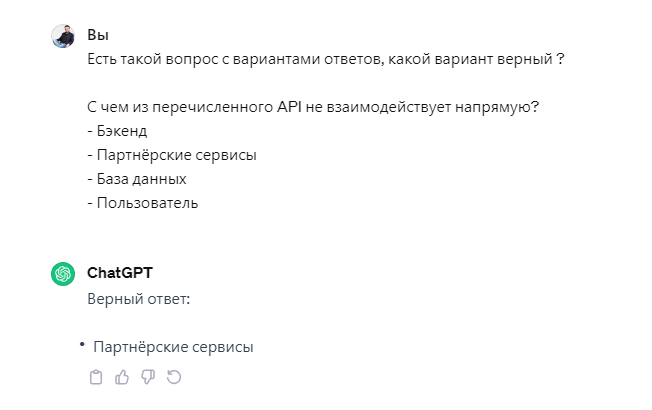 Вы
Есть такой вопрос с вариантами ответов, какой вариант верный ?
С чем из перечисленного API не взаимодействует напрямую?
- Бэкенд
- Партнёрские сервисы
- База данных
- Пользователь
ChatGPT
Верный ответ:
• Партнёрские сервисы